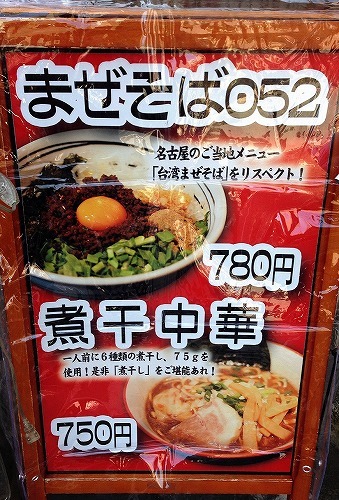 まぜそば052
名古屋のご当地メニュー
「台湾まぜそば」をリスペクト！
780円
煮干中華
一人前に６種類の煮干し、７５gを
使用！是非「煮干し」をご堪能あれ！
750円